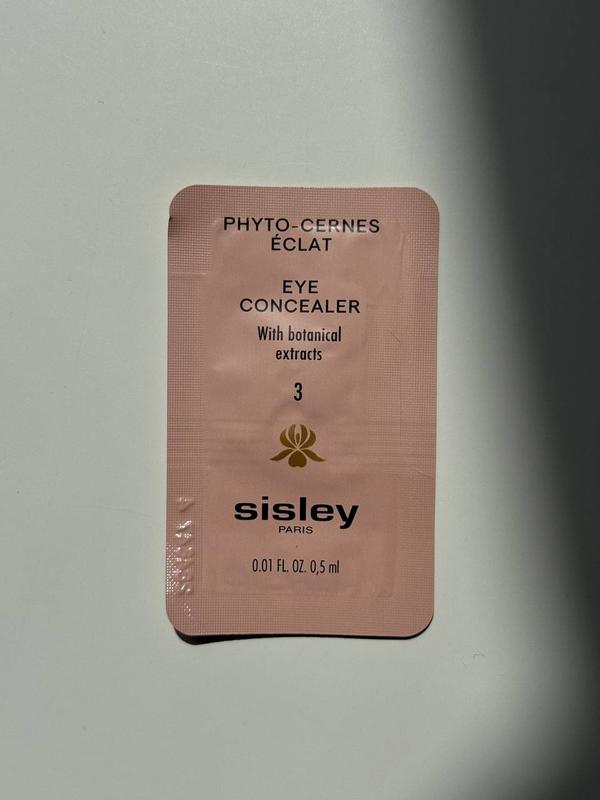 PHYTO-CERNES
ÉCLAT
EYE
CONCEALER
With botanical
extracts
3
sisley
PARIS
0.01 FL. OZ. 0,5 ml